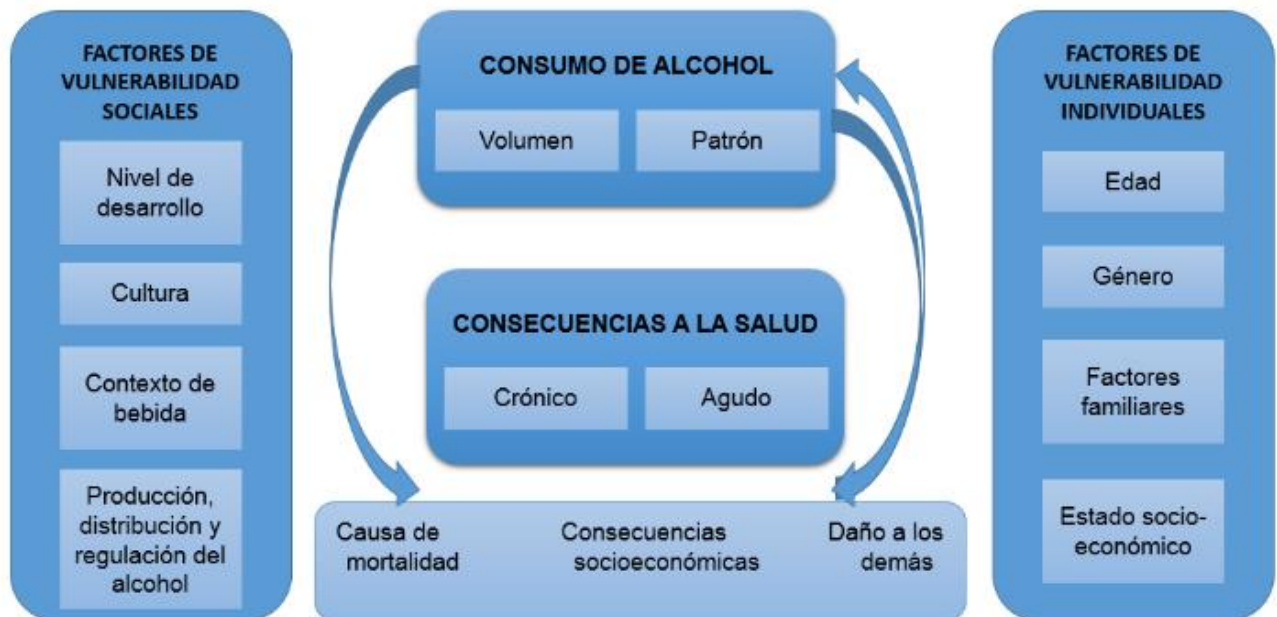 FACTORES DE
VULNERABILIDAD
SOCIALES
Nivel de
desarrollo
Cultura
Contexto de
bebida
Producción,
distribución y
regulación del
alcohol
CONSUMO DE ALCOHOL
Volumen
Patrón
CONSECUENCIAS A LA SALUD
Crónico
Agudo
Causa de
mortalidad
Consecuencias
socioeconómicas
Daño a los
demás
FACTORES DE
VULNERABILIDAD
INDIVIDUALES
Edad
Género
Factores
familiares
Estado socio-
económico